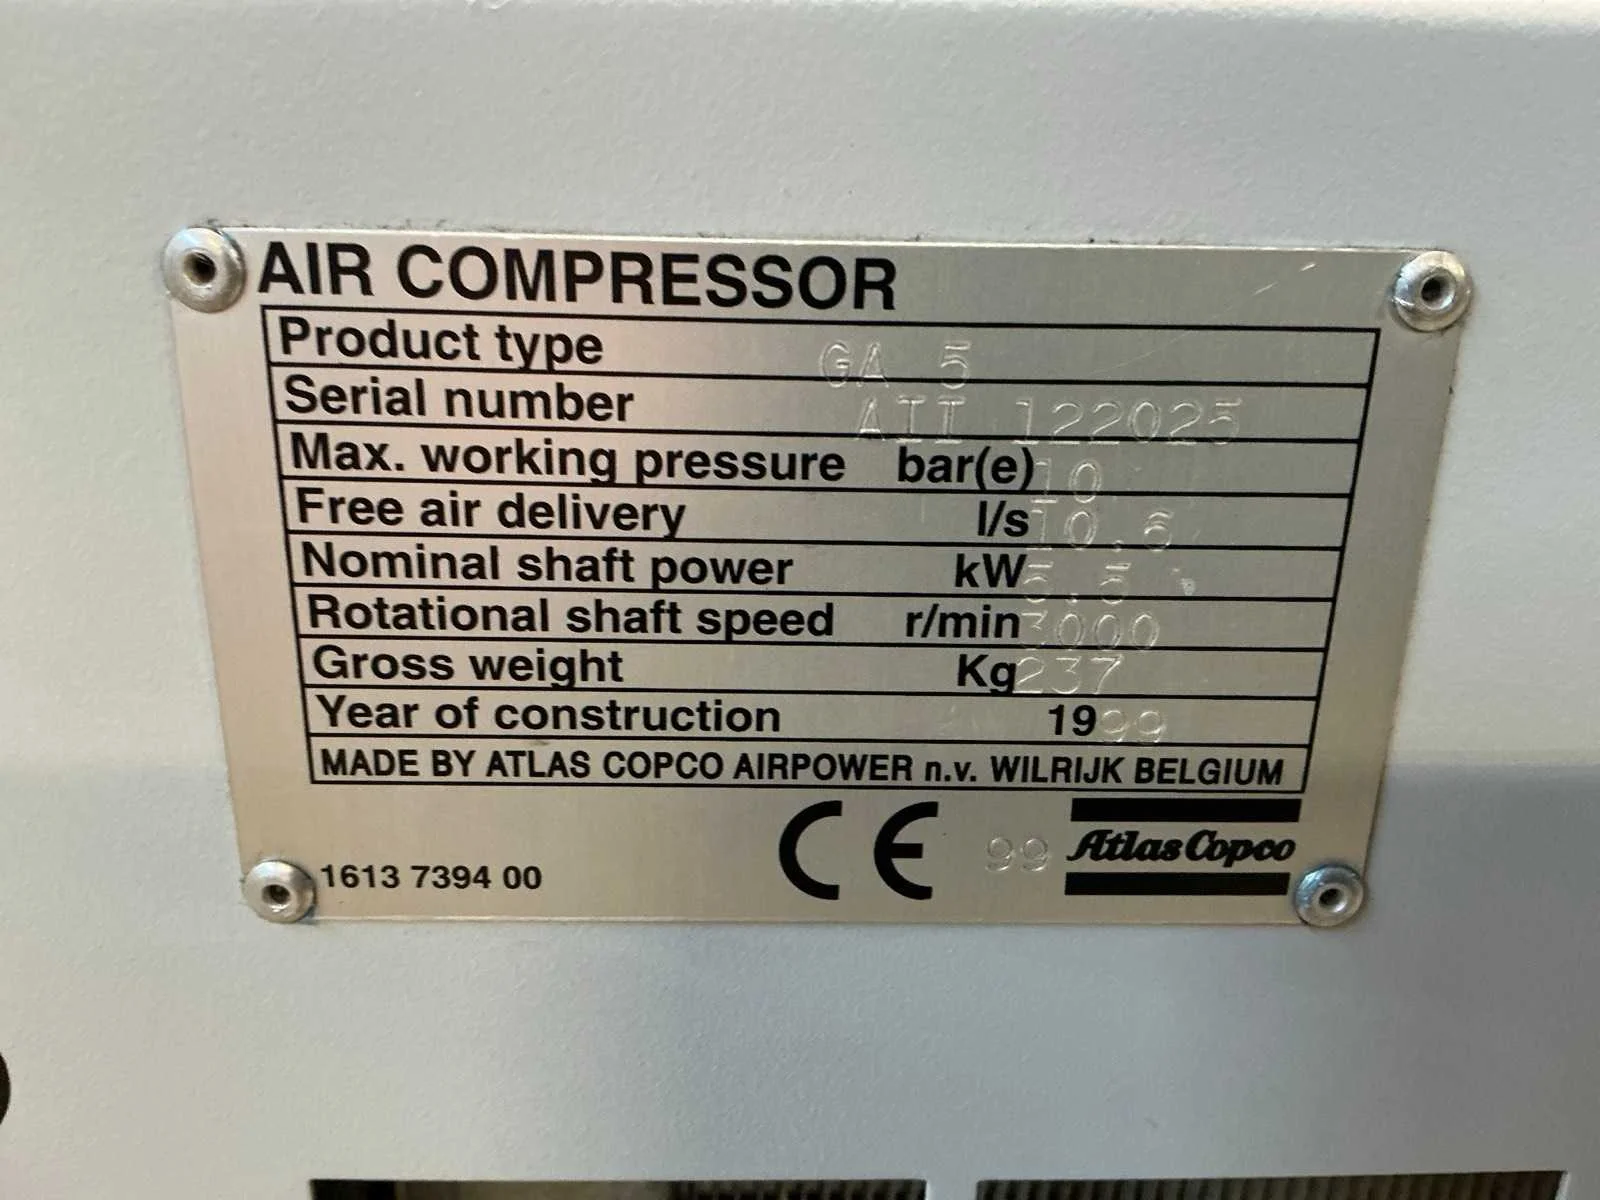 AIR COMPRESSOR
Product type GA 5
Serial number AII 122025
Max. working pressure bar(e) 10
Free air delivery l/s 10.6
Nominal shaft power kW 5.5
Rotational shaft speed r/min 3000
Gross weight Kg 237
Year of construction 1999
MADE BY ATLAS COPCO AIRPOWER n.v. WILRIJK BELGIUM
1613 7394 00 CE 99 Atlas Copco